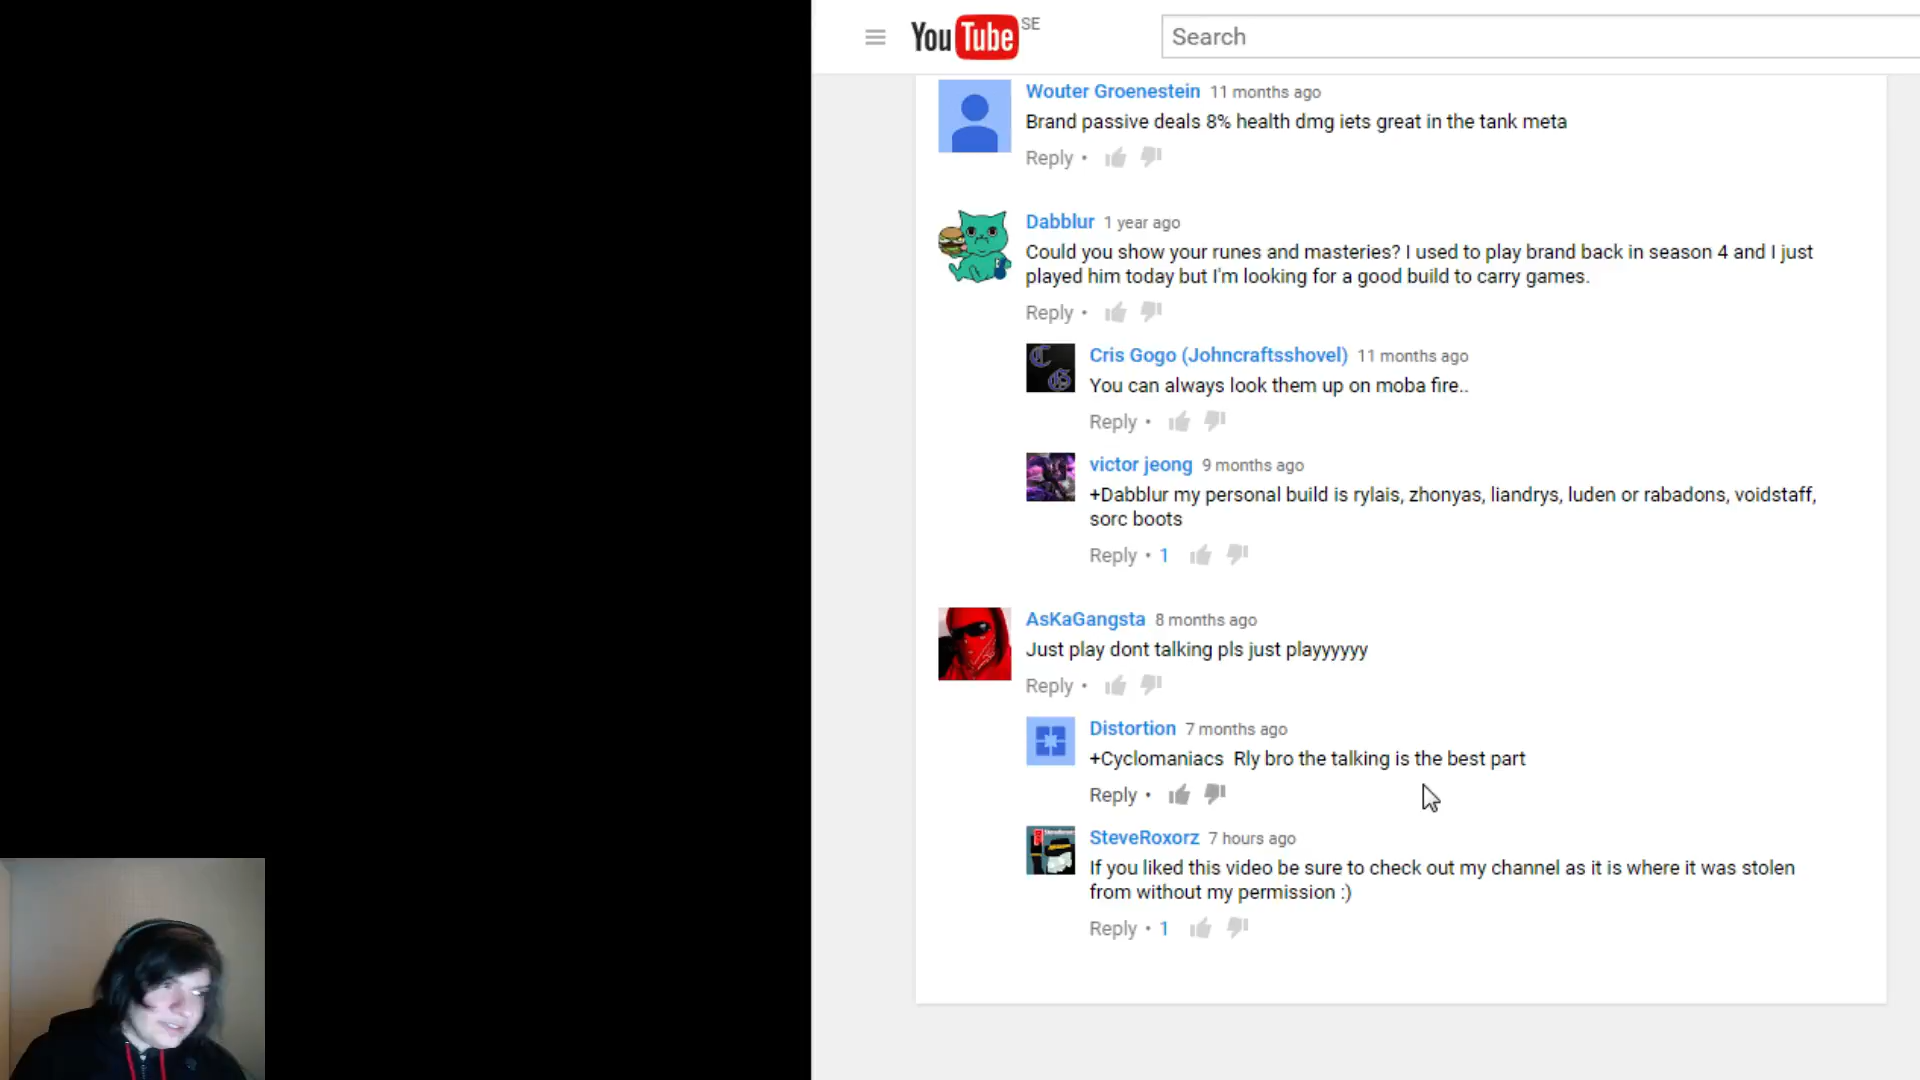 YouTube SE
Search
Wouter Groenestein 11 months ago
Brand passive deals 8% health dmg iets great in the tank meta
Reply •
Dabblur 1 year ago
Could you show your runes and masteries? I used to play brand back in season 4 and I just
played him today but I'm looking for a good build to carry games.
Reply •
Cris Gogo (Johncraftsshovel) 11 months ago
You can always look them up on moba fire..
Reply •
victor jeong 9 months ago
+Dabblur my personal build is rylais, zhonyas, liandrys, luden or rabadons, voidstaff,
sorc boots
Reply • 1
AsKaGangsta 8 months ago
Just play dont talking pls just playyyyyy
Reply •
Distortion 7 months ago
+Cyclomaniacs Rly bro the talking is the best part
Reply •
SteveRoxorz 7 hours ago
If you liked this video be sure to check out my channel as it is where it was stolen
from without my permission :)
Reply • 1